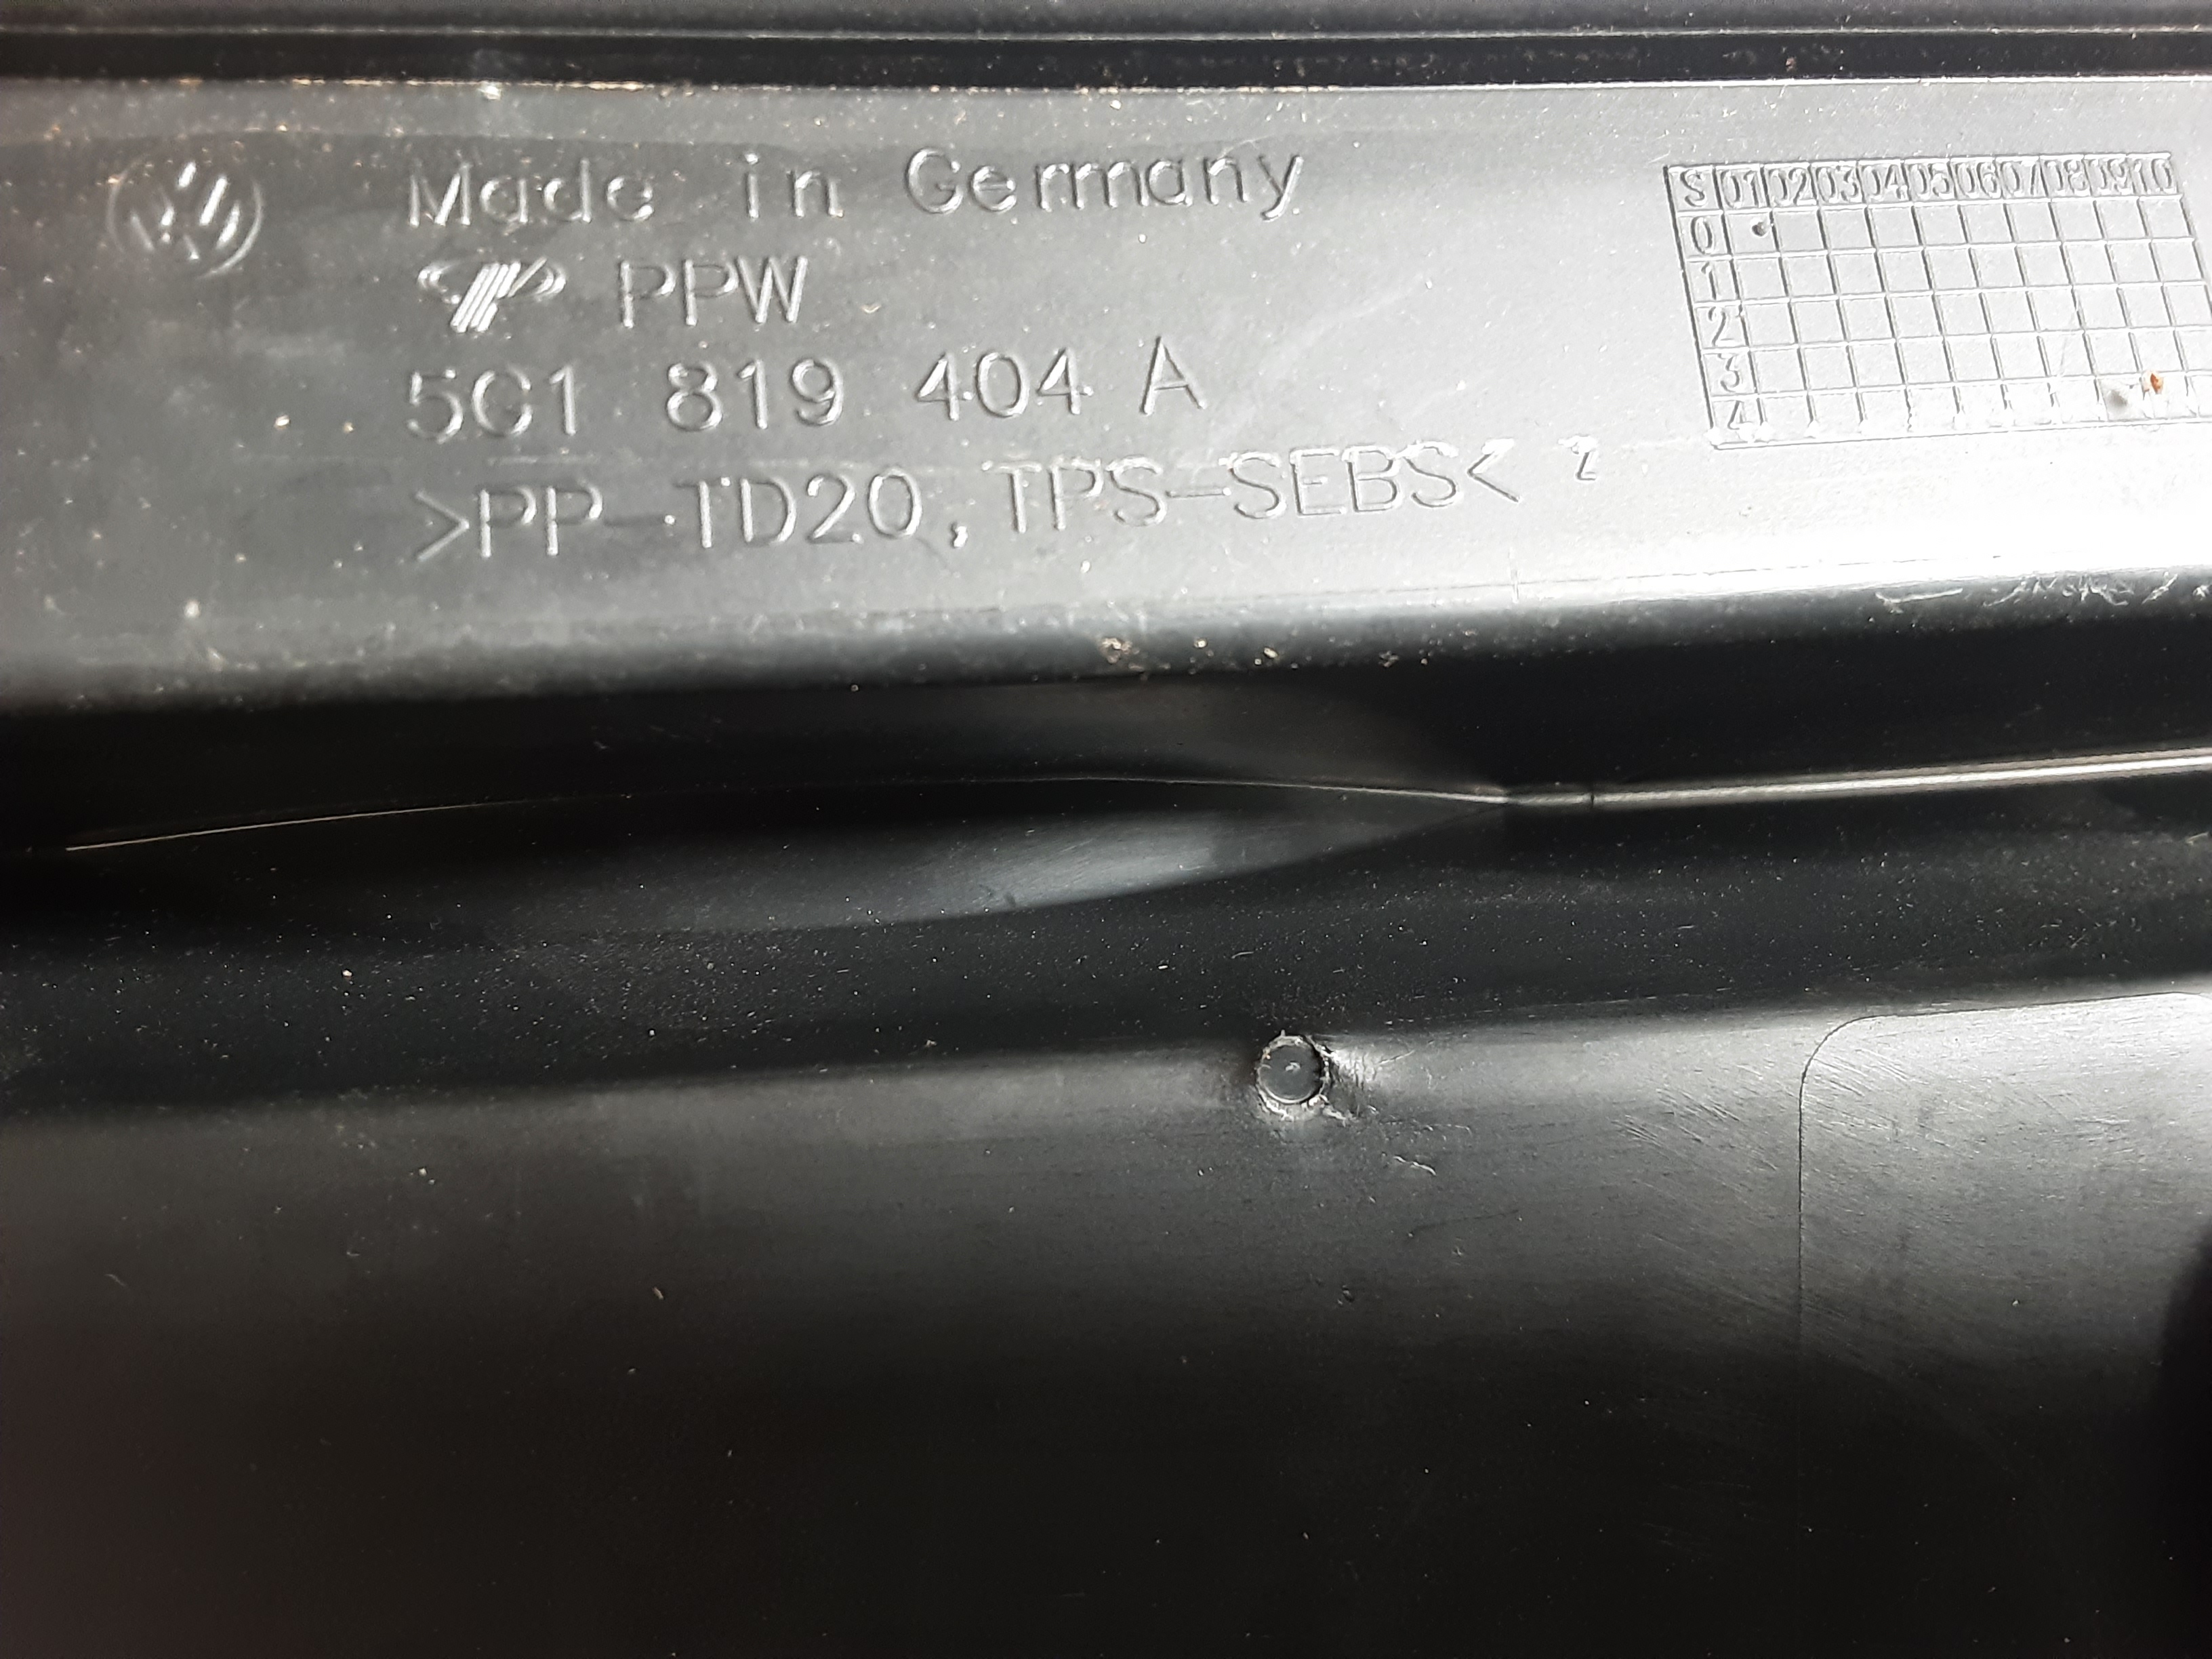 Made in Germany
PPW
5G1 819 404 A
>PP-TD20, TPS-SEBS< 2
S 01 02 03 04 05 06 07 08 09 10
0
1
2
3
4